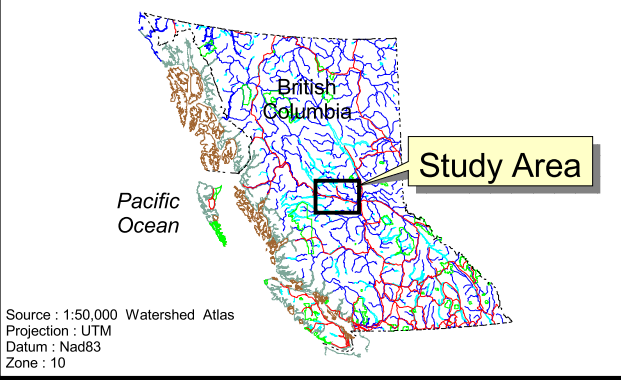 British
Columbia
Study Area
Pacific
Ocean
Source : 1:50,000 Watershed Atlas
Projection : UTM
Datum : Nad83
Zone : 10